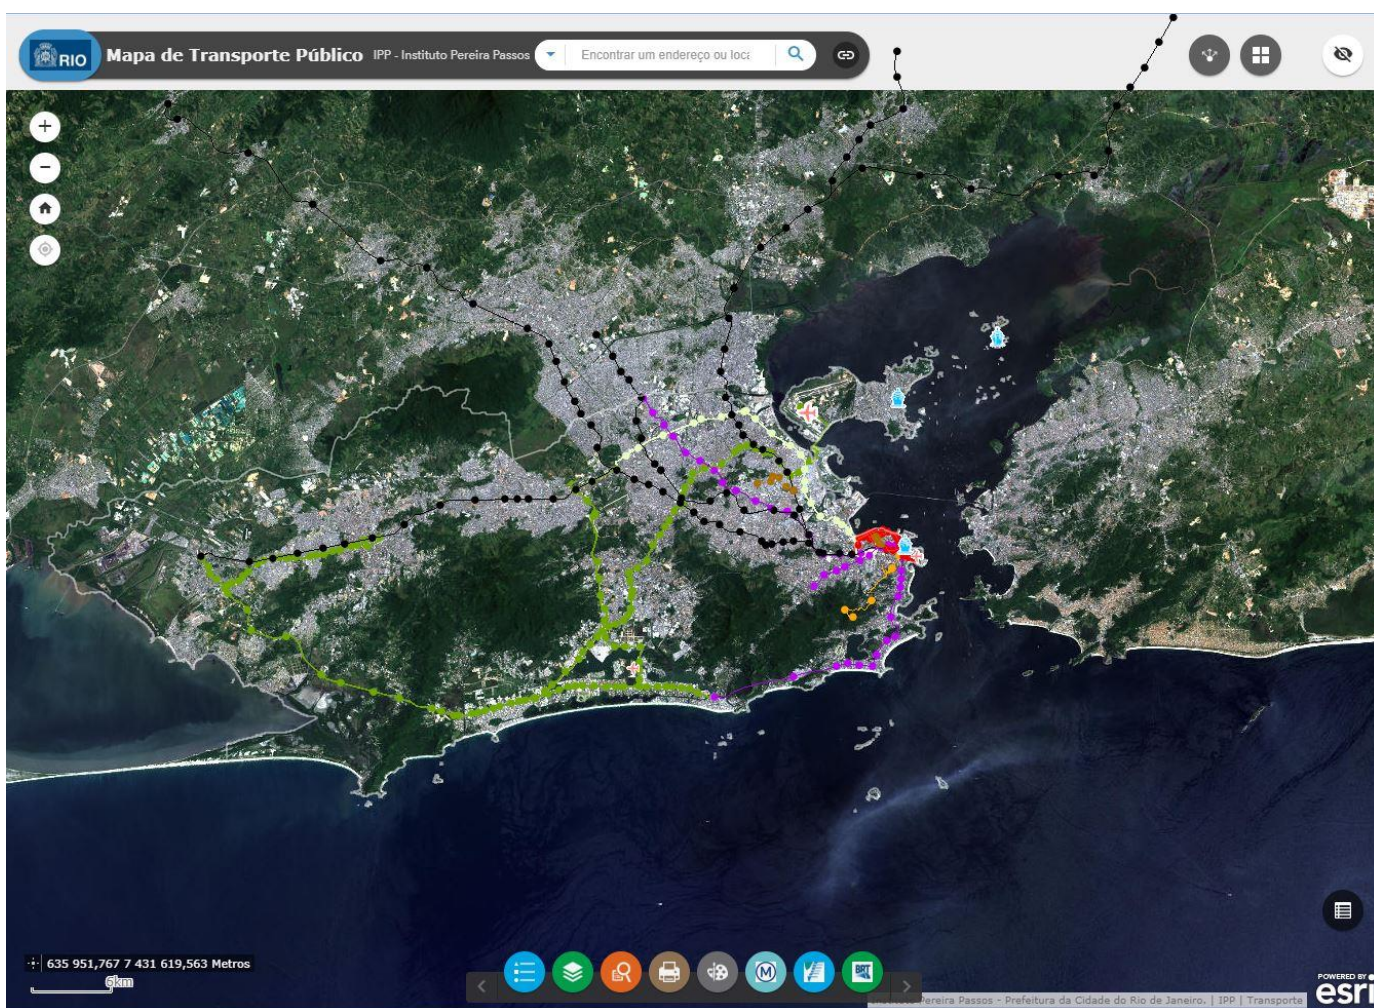 RIO
Mapa de Transporte Público IPP - Instituto Pereira Passos
Encontrar um endereço ou loca
+
−
635 951,767 7 431 619,563 Metros
6km
M
BRT
Pereira Passos - Prefeitura da Cidade do Rio de Janeiro. | IPP | Transporte
POWERED BY
esri